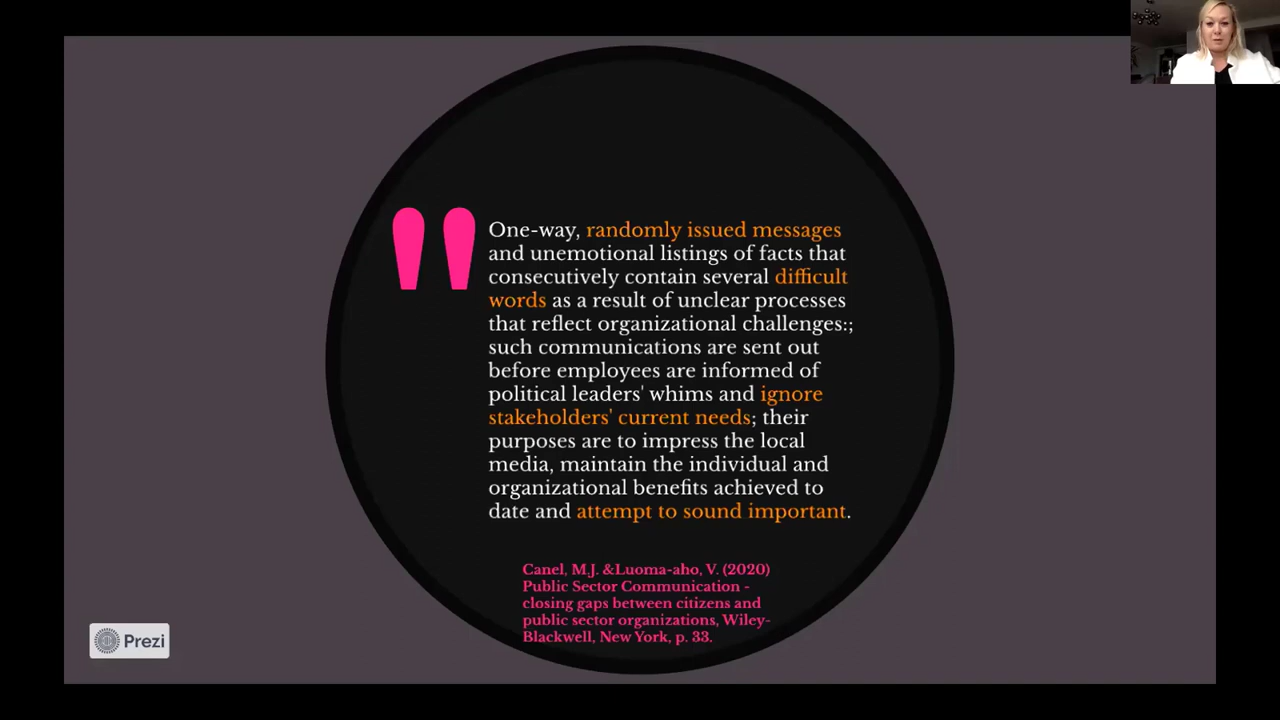 One-way, randomly issued messages
and unemotional listings of facts that
consecutively contain several difficult
words as a result of unclear processes
that reflect organizational challenges:;
such communications are sent out
before employees are informed of
political leaders' whims and ignore
stakeholders' current needs; their
purposes are to impress the local
media, maintain the individual and
organizational benefits achieved to
date and attempt to sound important.
Canel, M.J. &Luoma-aho, V. (2020)
Public Sector Communication -
closing gaps between citizens and
public sector organizations, Wiley-
Blackwell, New York, p. 33.
Prezi